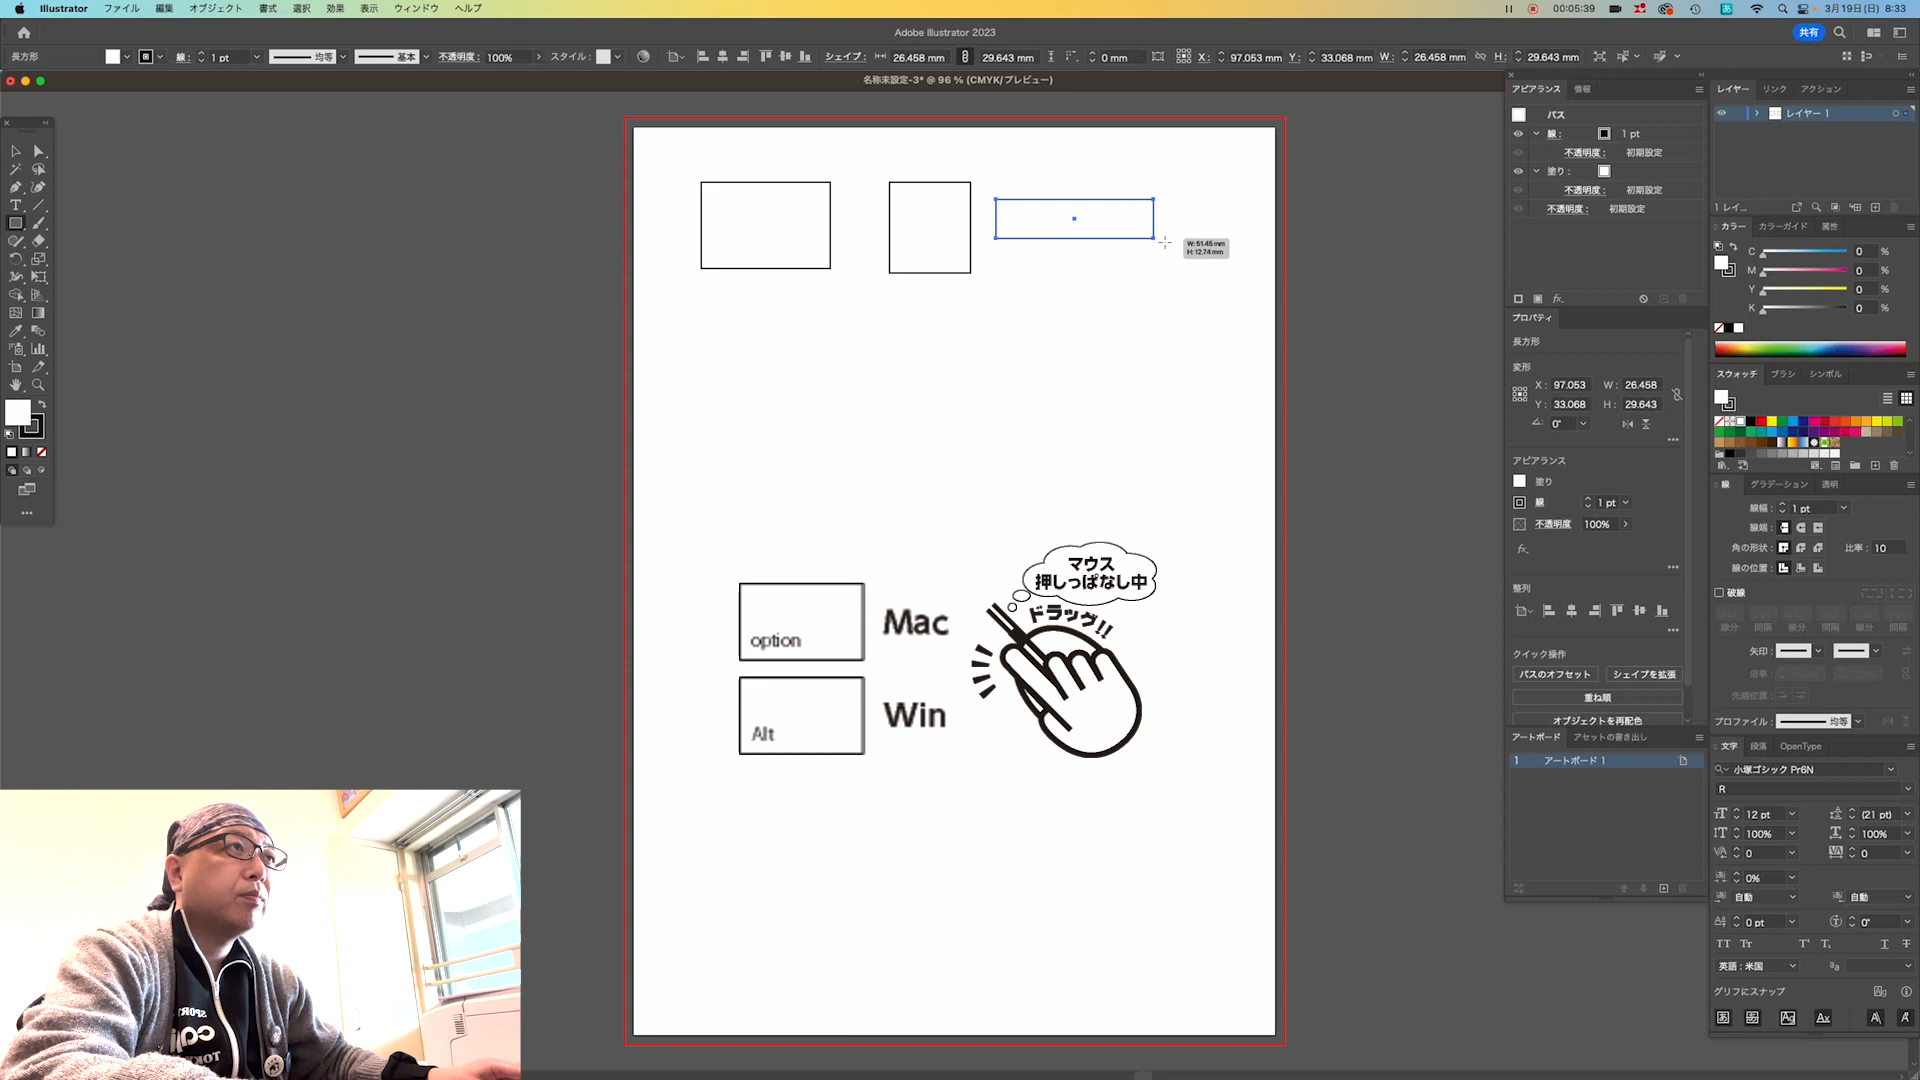 Illustrator ファイル 編集 オブジェクト 書式 選択 効果 表示 ウィンドウ ヘルプ
00:05:39 あ 3月19日(日) 8:33
Adobe Illustrator 2023
共有
長方形 線: 1 pt 均等 基本 不透明度: 100% スタイル: シェイプ: 26.458 mm 29.643 mm 0 mm X: 97.053 mm Y: 33.068 mm W: 26.458 mm H: 29.643 mm
名称未設定-3* @ 96 % (CMYK/プレビュー)
W: 51.45 mm
H: 12.74 mm
マウス
押しっぱなし中
ドラッグ!!
option
Mac
Alt
Win
アピアランス 情報
パス
線: 1 pt
不透明度: 初期設定
塗り:
不透明度: 初期設定
不透明度: 初期設定
fx.
プロパティ
長方形
変形
X: 97.053 W: 26.458
Y: 33.068 H: 29.643
0°
アピアランス
塗り
線 1 pt
不透明度 100%
fx.
整列
クイック操作
パスのオフセット シェイプを拡張
重ね順
オブジェクトを再配色
アートボード アセットの書き出し
1 アートボード 1
レイヤー リンク アクション
レイヤー 1
1 レイ...
カラー カラーガイド 属性
C 0 %
M 0 %
Y 0 %
K 0 %
スウォッチ ブラシ シンボル
線 グラデーション 透明
線幅: 1 pt
線端:
角の形状: 比率: 10
線の位置:
破線
線分 間隔 線分 間隔 線分 間隔
矢印:
倍率:
先端位置:
プロファイル: 均等
文字 段落 OpenType
小塚ゴシック Pr6N
R
12 pt (21 pt)
100% 100%
0 0
0%
自動 自動
0 pt 0°
TT Tr T¹ T₁ T T
英語:米国
グリフにスナップ